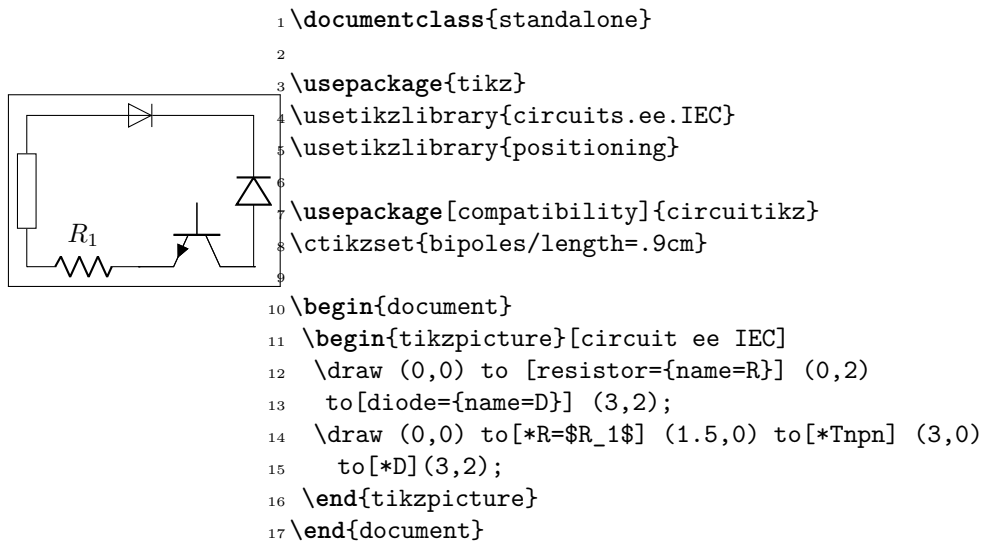 R1
1 \documentclass{standalone}
2
3 \usepackage{tikz}
4 \usetikzlibrary{circuits.ee.IEC}
5 \usetikzlibrary{positioning}
6
7 \usepackage[compatibility]{circuitikz}
8 \ctikzset{bipoles/length=.9cm}
9
10 \begin{document}
11  \begin{tikzpicture}[circuit ee IEC]
12   \draw (0,0) to [resistor={name=R}] (0,2)
13    to[diode={name=D}] (3,2);
14   \draw (0,0) to[*R=$R_1$] (1.5,0) to[*Tnpn] (3,0)
15     to[*D](3,2);
16  \end{tikzpicture}
17 \end{document}